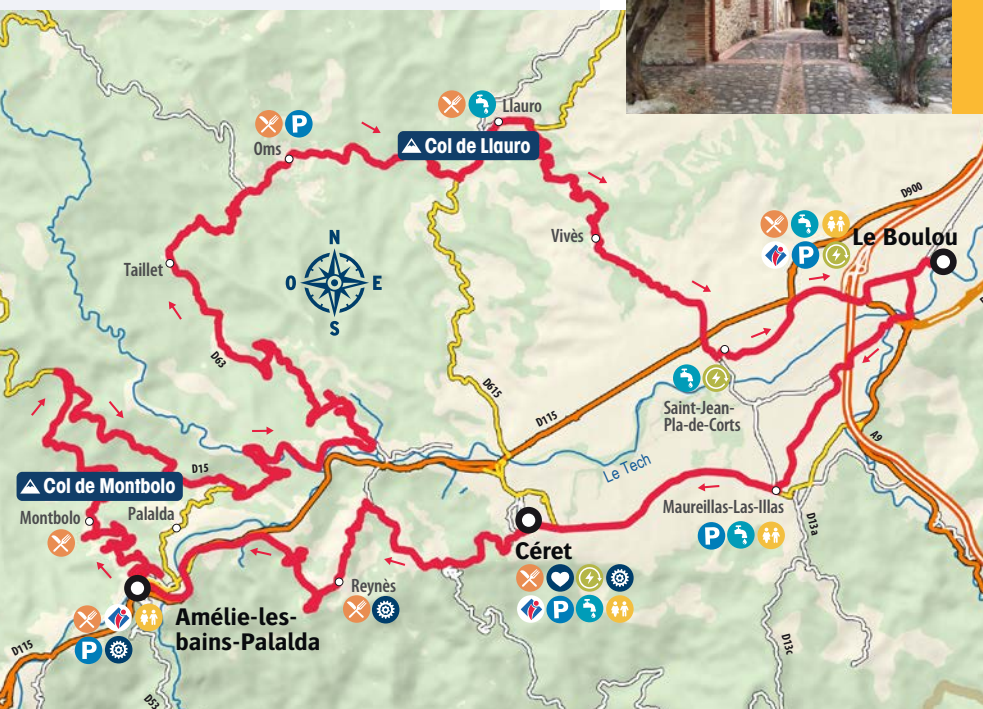 Llauro
P
Oms
Col de Llauro
D900
Vivès
Le Boulou
P
N
O E
S
Taillet
D63
D615
D115
Saint-Jean-
Pla-de-Corts
Le Tech
A9
D15
Col de Montbolo
Montbolo
Palalda
Maureillas-Las-Illas
P
D13a
Céret
P
Reynès
Amélie-les-
bains-Palalda
P
D115
D53
D13c